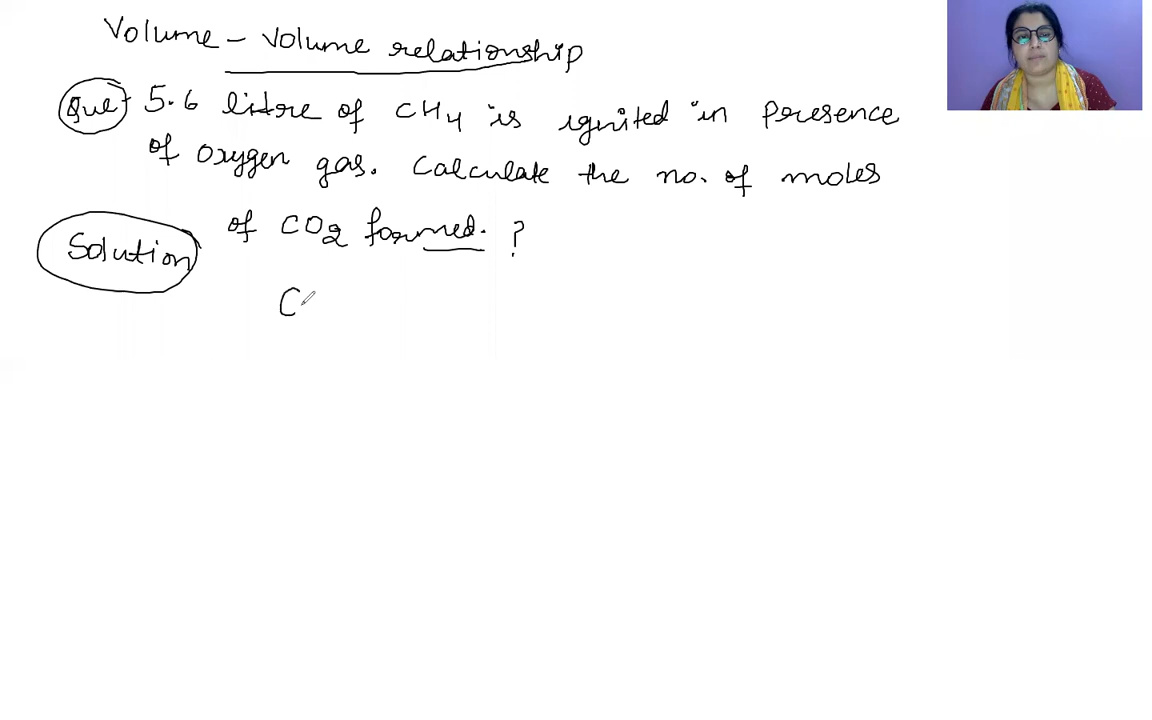 Volume - Volume relationship
Que- 5.6 litre of CH4 is ignited in presence
of oxygen gas. Calculate the no. of moles
of CO2 formed. ?
Solution
C